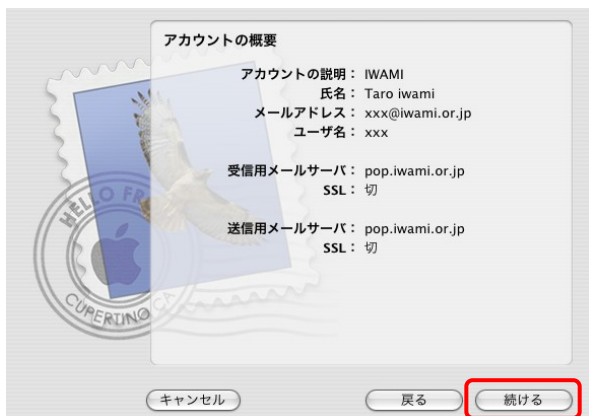 アカウントの概要
アカウントの説明： IWAMI
氏名： Taro iwami
メールアドレス： xxx@iwami.or.jp
ユーザ名： xxx
受信用メールサーバ： pop.iwami.or.jp
SSL： 切
送信用メールサーバ： pop.iwami.or.jp
SSL： 切
HELLO FR
CUPERTINO CA
キャンセル
戻る
続ける